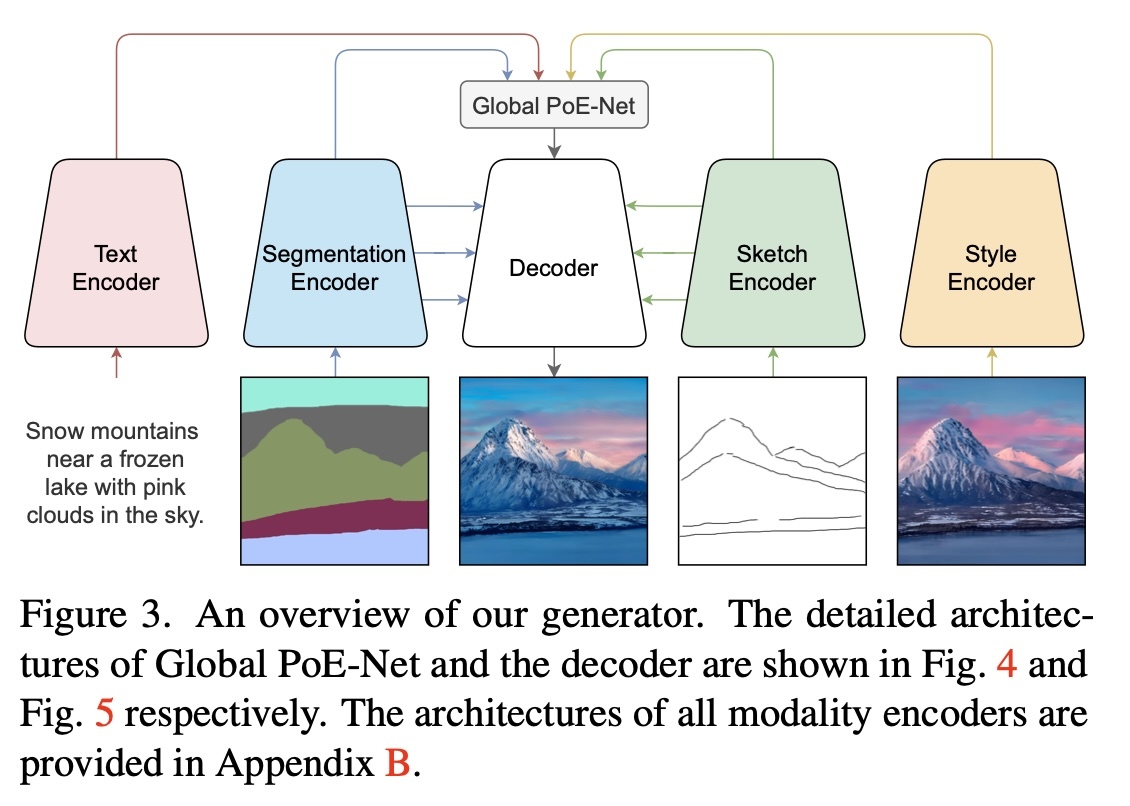 Global PoE-Net
Text
Encoder
Segmentation
Encoder
Decoder
Sketch
Encoder
Style
Encoder
Snow mountains
near a frozen
lake with pink
clouds in the sky.
Figure 3. An overview of our generator. The detailed architec-
tures of Global PoE-Net and the decoder are shown in Fig. 4 and
Fig. 5 respectively. The architectures of all modality encoders are
provided in Appendix B.